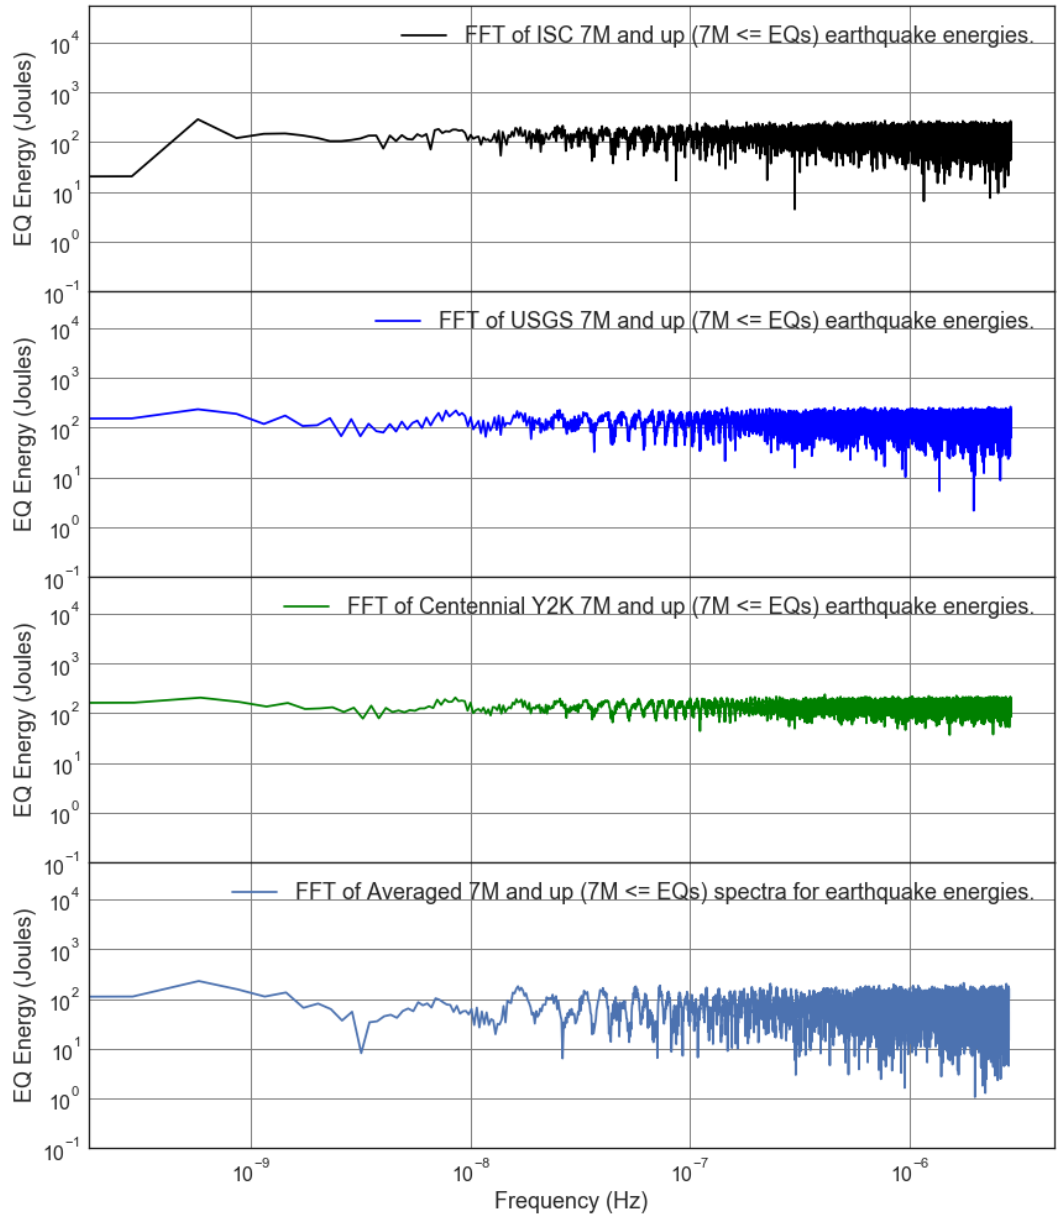 FFT of ISC 7M and up (7M <= EQs) earthquake energies.
EQ Energy (Joules)
10⁴
10³
10²
10¹
10⁰
10⁻¹
FFT of USGS 7M and up (7M <= EQs) earthquake energies.
EQ Energy (Joules)
10⁴
10³
10²
10¹
10⁰
10⁻¹
FFT of Centennial Y2K 7M and up (7M <= EQs) earthquake energies.
EQ Energy (Joules)
10⁴
10³
10²
10¹
10⁰
10⁻¹
FFT of Averaged 7M and up (7M <= EQs) spectra for earthquake energies.
EQ Energy (Joules)
10⁴
10³
10²
10¹
10⁰
10⁻¹
10⁻⁹ 10⁻⁸ 10⁻⁷ 10⁻⁶
Frequency (Hz)